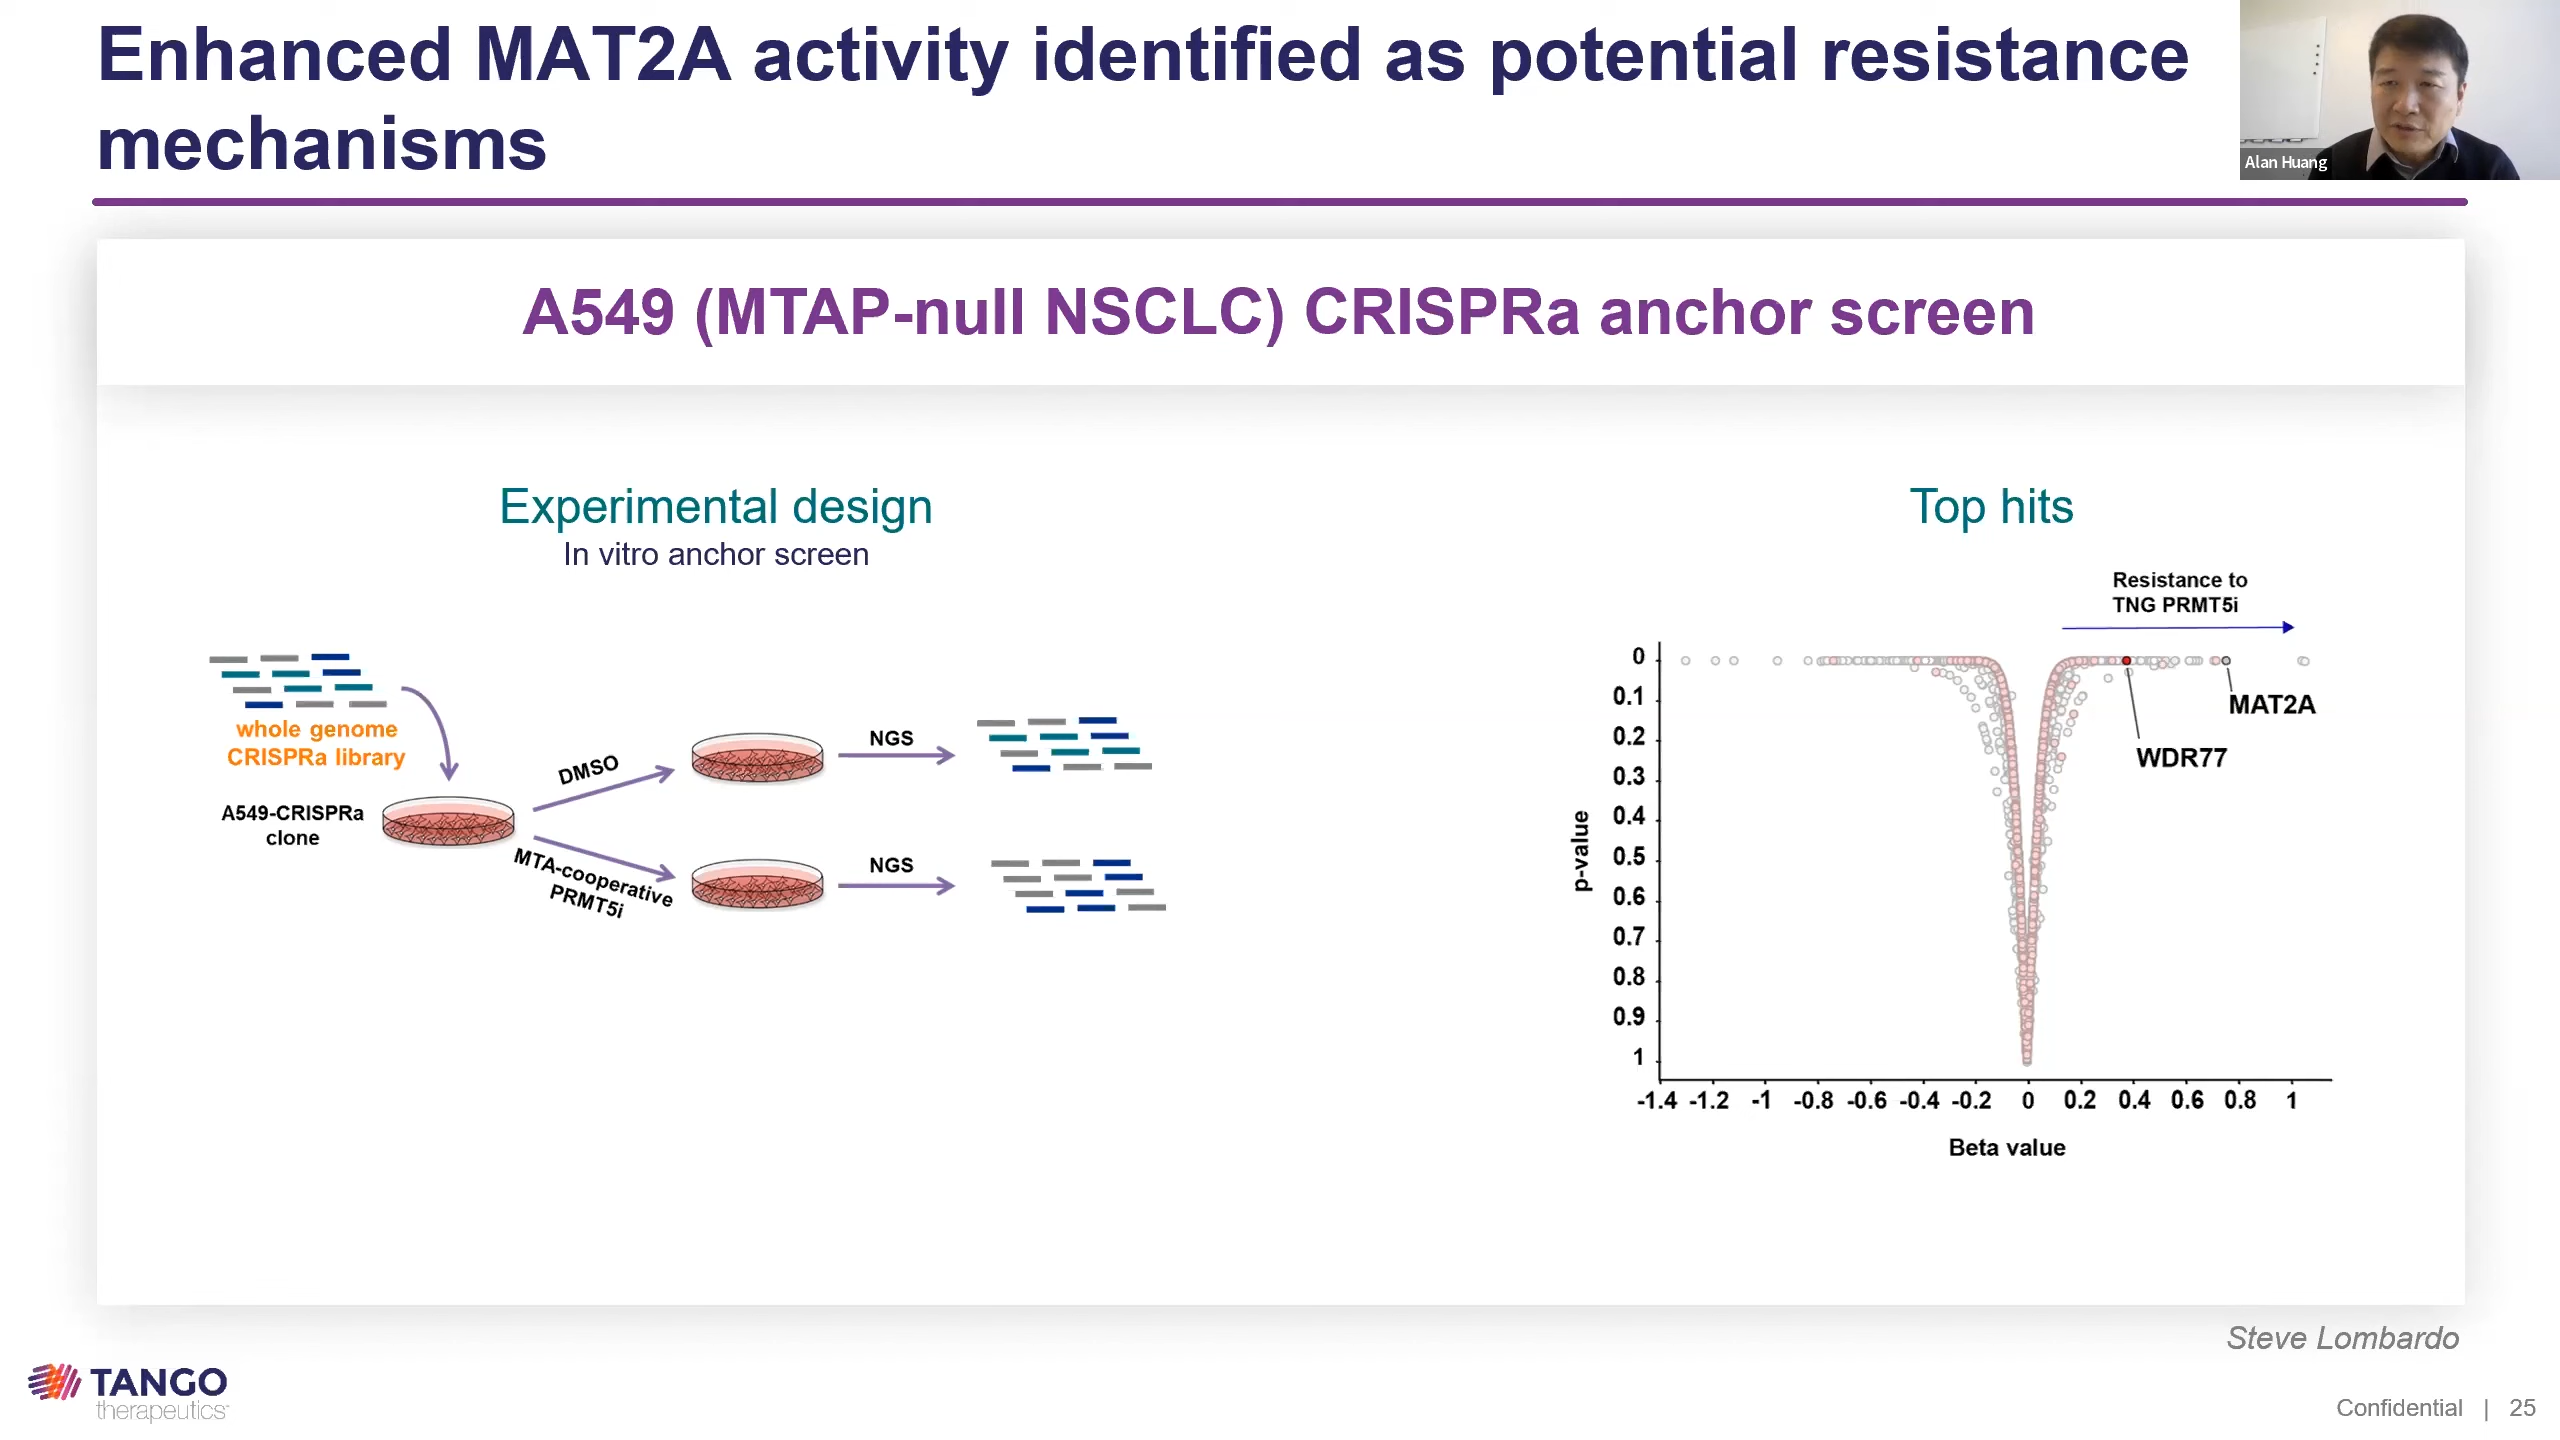 Enhanced MAT2A activity identified as potential resistance
mechanisms
Alan Huang
A549 (MTAP-null NSCLC) CRISPRa anchor screen
Experimental design
In vitro anchor screen
whole genome
CRISPRa library
A549-CRISPRa
clone
DMSO
MTA-cooperative
PRMT5i
NGS
NGS
Top hits
Resistance to
TNG PRMT5i
MAT2A
WDR77
p-value
0
0.1
0.2
0.3
0.4
0.5
0.6
0.7
0.8
0.9
1
-1.4 -1.2 -1 -0.8 -0.6 -0.4 -0.2 0 0.2 0.4 0.6 0.8 1
Beta value
Steve Lombardo
TANGO
therapeutics
Confidential | 25